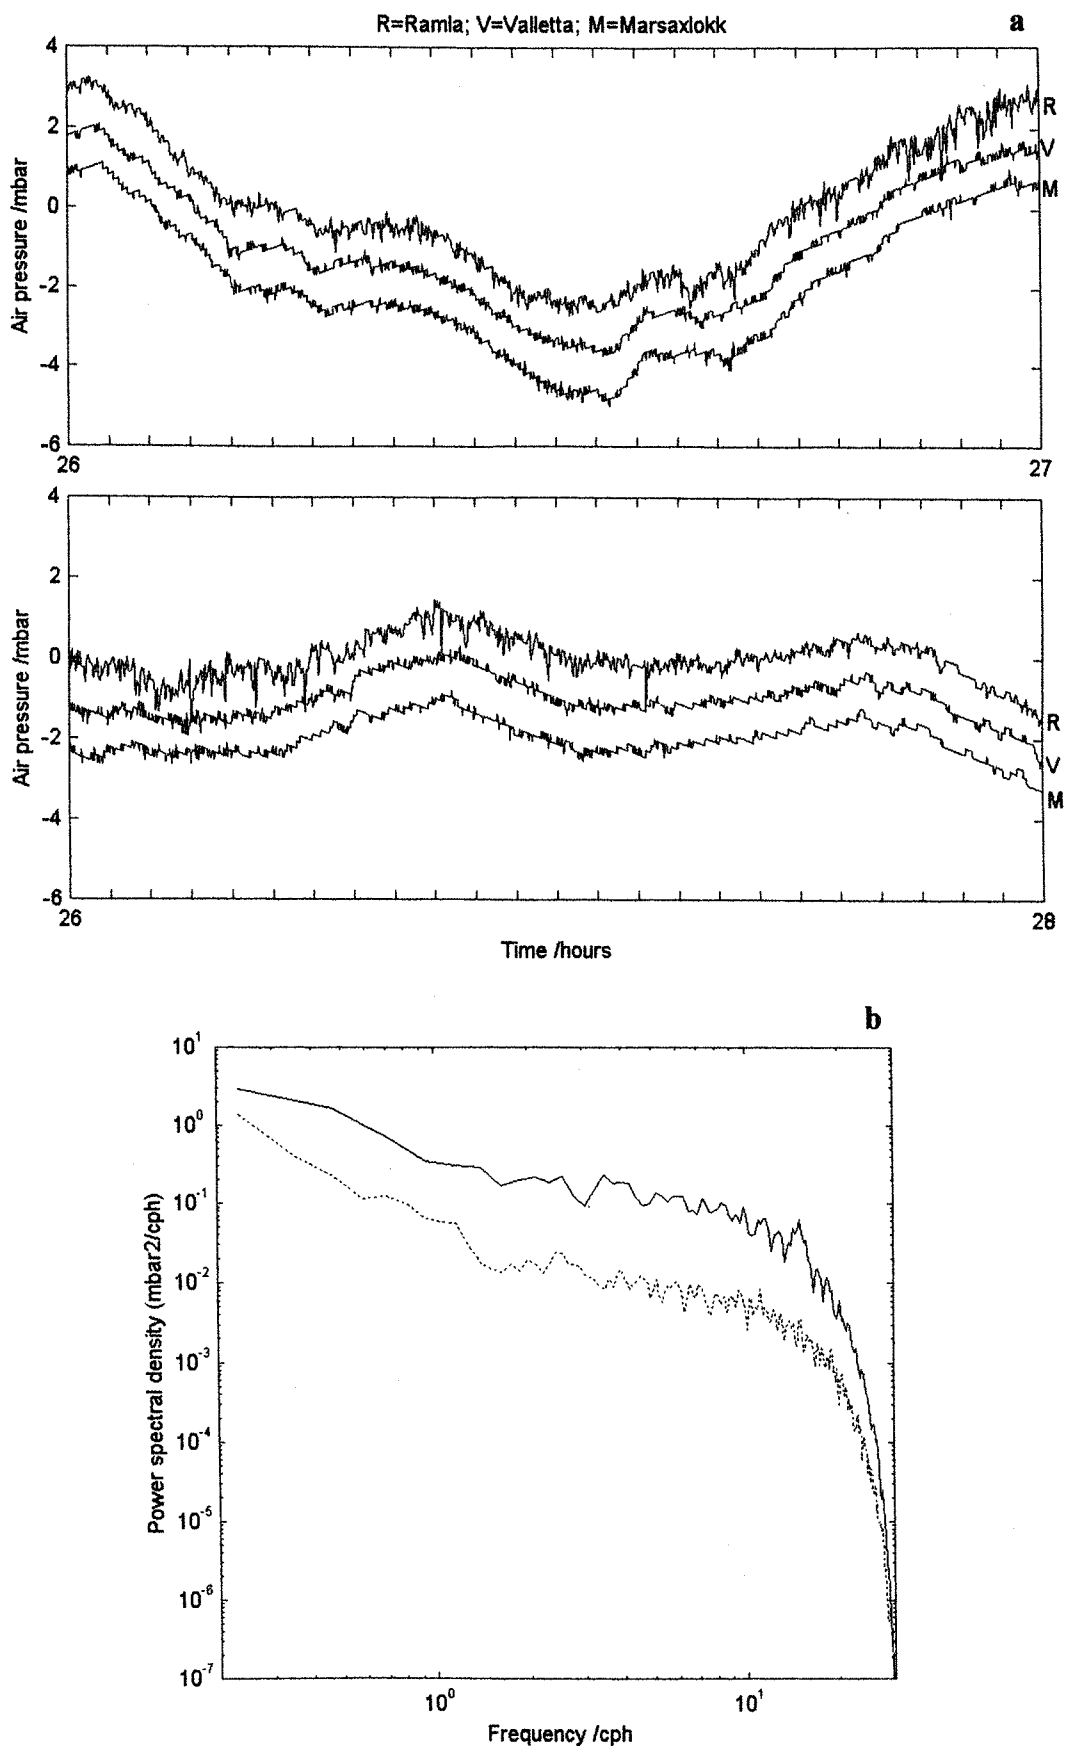 R=Ramla; V=Valletta; M=Marsaxlokk
a
4
2
0
-2
-4
-6
Air pressure /mbar
R
V
M
26
27
4
2
0
-2
-4
-6
Air pressure /mbar
R
V
M
26
28
Time /hours
b
10^1
10^0
10^-1
10^-2
10^-3
10^-4
10^-5
10^-6
10^-7
Power spectral density (mbar2/cph)
10^0
10^1
Frequency /cph